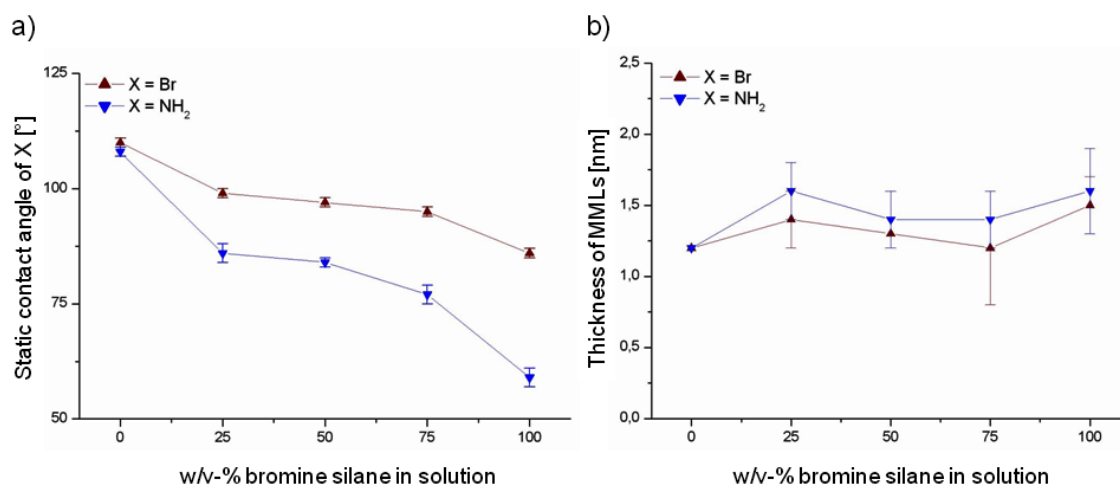 a)
X = Br
X = NH2
Static contact angle of X [°]
125
100
75
50
0 25 50 75 100
w/v-% bromine silane in solution
b)
X = Br
X = NH2
Thickness of MMLs [nm]
2,5
2,0
1,5
1,0
0,5
0,0
0 25 50 75 100
w/v-% bromine silane in solution